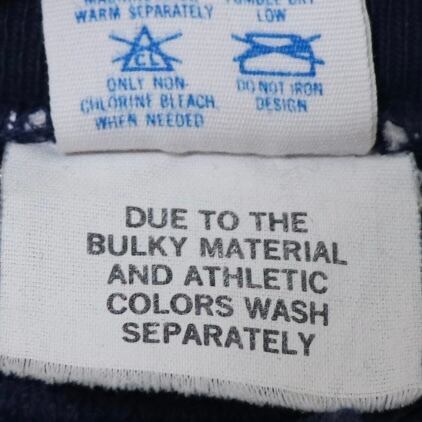 WARM SEPARATELY
LOW
CL
ONLY NON-
CHLORINE BLEACH
WHEN NEEDED
DO NOT IRON
DESIGN
DUE TO THE
BULKY MATERIAL
AND ATHLETIC
COLORS WASH
SEPARATELY